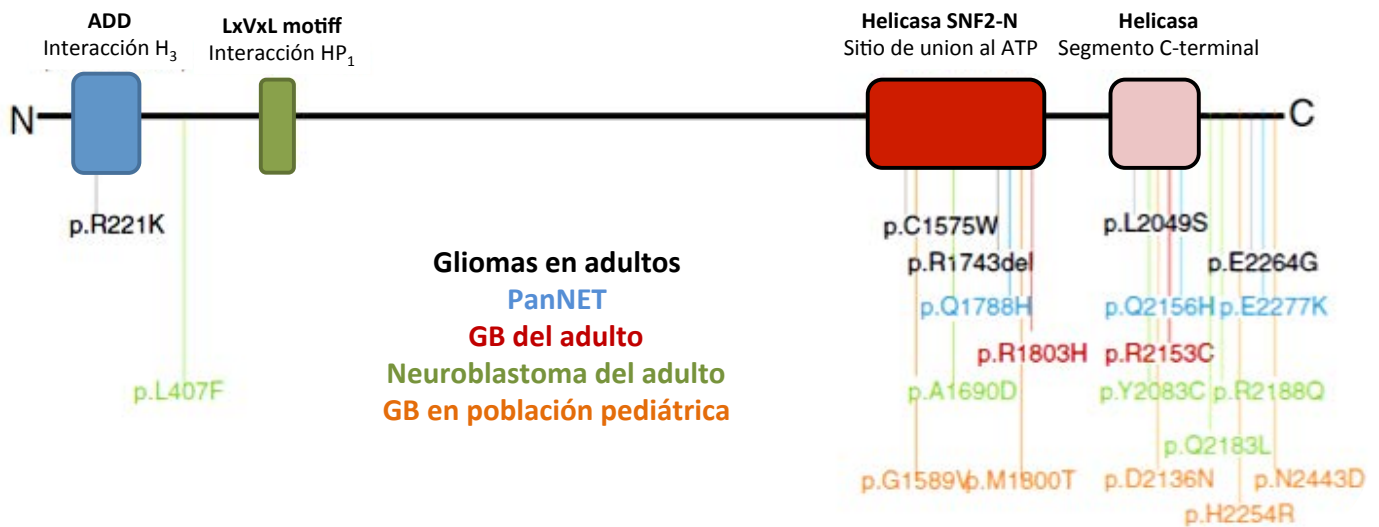 ADD
Interacción H₃
LxVxL motiff
Interacción HP₁
Helicasa SNF2-N
Sitio de union al ATP
Helicasa
Segmento C-terminal
N
C
p.R221K
p.C1575W
p.L2049S
p.R1743del
p.E2264G
Gliomas en adultos
PanNET
GB del adulto
Neuroblastoma del adulto
GB en población pediátrica
p.Q1788H
p.Q2156H
p.E2277K
p.R1803H
p.R2153C
p.L407F
p.A1690D
p.Y2083C
p.R2188Q
p.Q2183L
p.G1589V
p.M1800T
p.D2136N
p.N2443D
p.H2254R